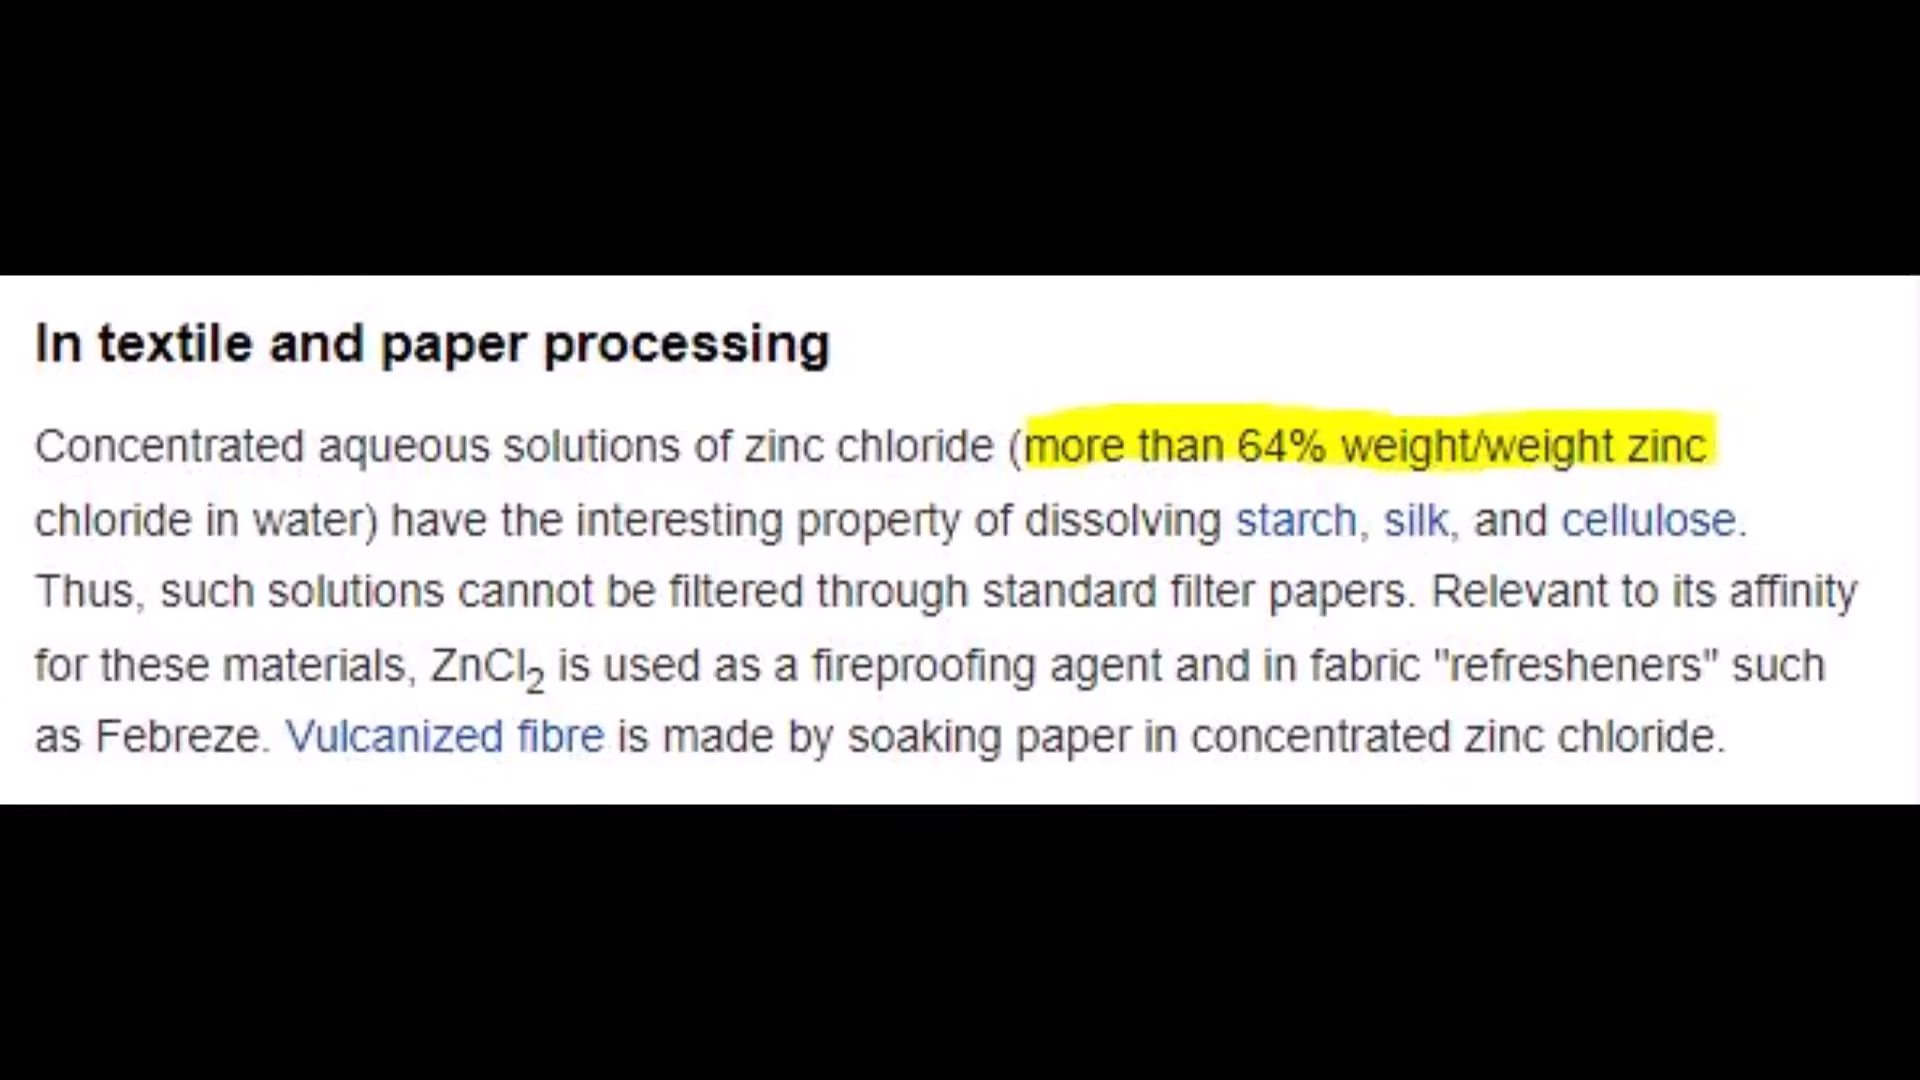 In textile and paper processing
Concentrated aqueous solutions of zinc chloride (more than 64% weight/weight zinc
chloride in water) have the interesting property of dissolving starch, silk, and cellulose.
Thus, such solutions cannot be filtered through standard filter papers. Relevant to its affinity
for these materials, ZnCl₂ is used as a fireproofing agent and in fabric "refresheners" such
as Febreze. Vulcanized fibre is made by soaking paper in concentrated zinc chloride.